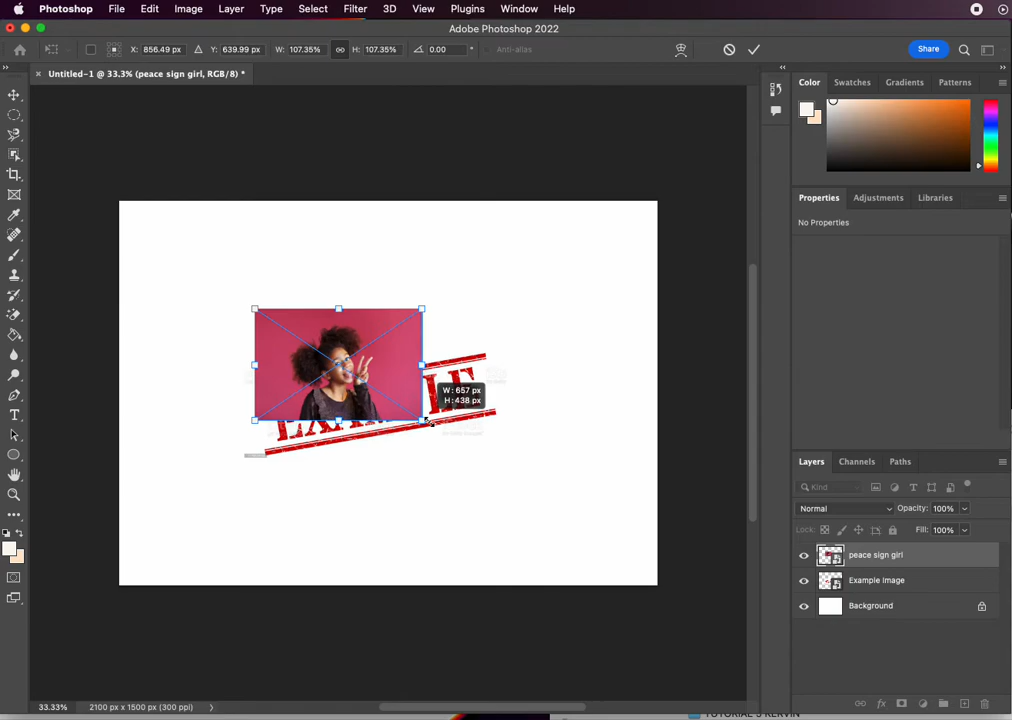 Photoshop File Edit Image Layer Type Select Filter 3D View Plugins Window Help
Adobe Photoshop 2022
X: 856.49 px Y: 639.99 px W: 107.35% H: 107.35% 0.00 ° Anti-alias Share
Untitled-1 @ 33.3% (peace sign girl, RGB/8) *
Color Swatches Gradients Patterns
Properties Adjustments Libraries
No Properties
W: 657 px
H: 438 px
LE
Layers Channels Paths
Kind
Normal Opacity: 100%
Lock: Fill: 100%
peace sign girl
Example Image
Background
33.33% 2100 px x 1500 px (300 ppi)